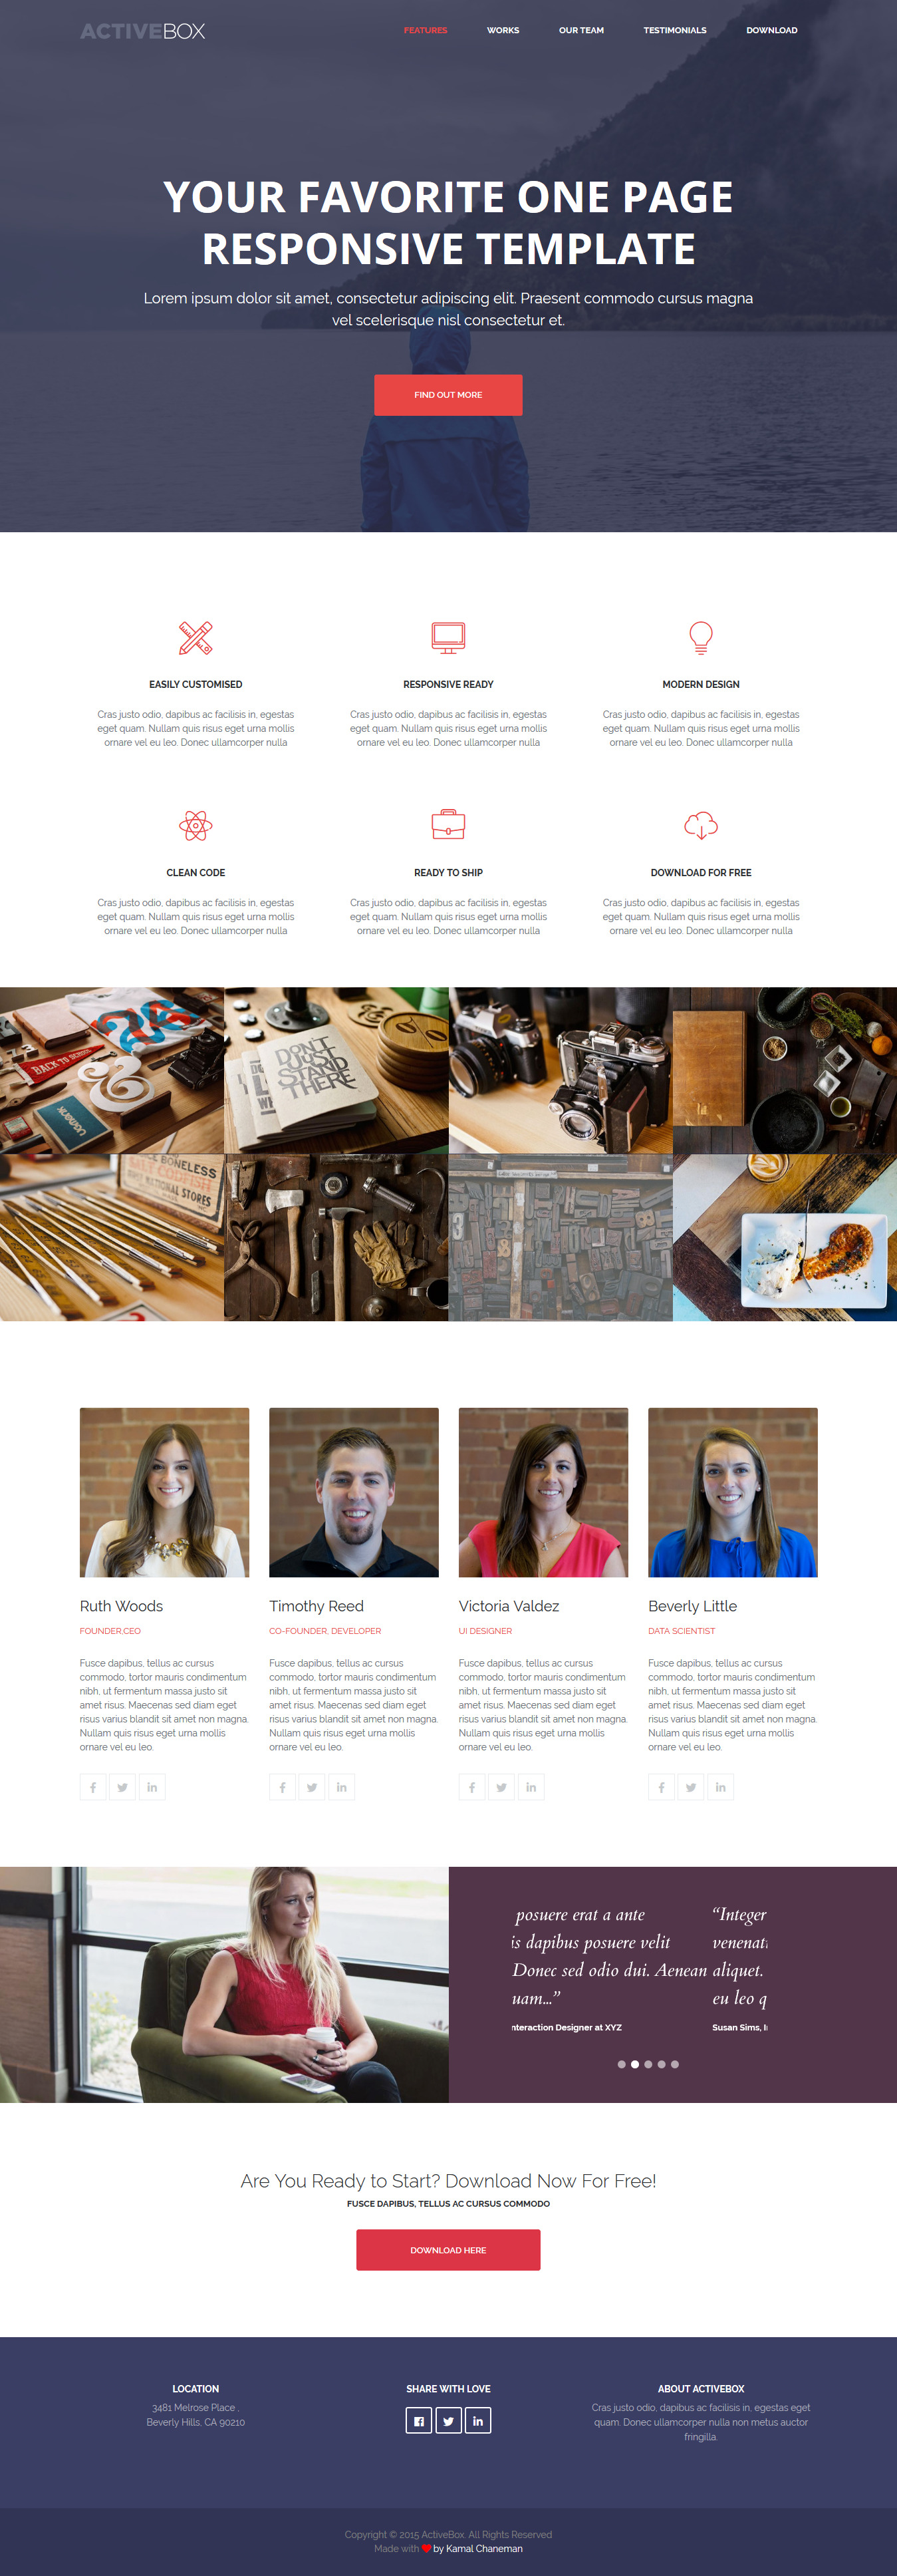 ACTIVEBOX
FEATURES WORKS OUR TEAM TESTIMONIALS DOWNLOAD
YOUR FAVORITE ONE PAGE
RESPONSIVE TEMPLATE
Lorem ipsum dolor sit amet, consectetur adipiscing elit. Praesent commodo cursus magna
vel scelerisque nisl consectetur et.
FIND OUT MORE
EASILY CUSTOMISED
Cras justo odio, dapibus ac facilisis in, egestas
eget quam. Nullam quis risus eget urna mollis
ornare vel eu leo. Donec ullamcorper nulla
RESPONSIVE READY
Cras justo odio, dapibus ac facilisis in, egestas
eget quam. Nullam quis risus eget urna mollis
ornare vel eu leo. Donec ullamcorper nulla
MODERN DESIGN
Cras justo odio, dapibus ac facilisis in, egestas
eget quam. Nullam quis risus eget urna mollis
ornare vel eu leo. Donec ullamcorper nulla
CLEAN CODE
Cras justo odio, dapibus ac facilisis in, egestas
eget quam. Nullam quis risus eget urna mollis
ornare vel eu leo. Donec ullamcorper nulla
READY TO SHIP
Cras justo odio, dapibus ac facilisis in, egestas
eget quam. Nullam quis risus eget urna mollis
ornare vel eu leo. Donec ullamcorper nulla
DOWNLOAD FOR FREE
Cras justo odio, dapibus ac facilisis in, egestas
eget quam. Nullam quis risus eget urna mollis
ornare vel eu leo. Donec ullamcorper nulla
BACK TO SCHOOL
&
DON'T
JUST
STAND
THERE
BONELESS
NATIONAL STORES
Ruth Woods
FOUNDER,CEO
Fusce dapibus, tellus ac cursus
commodo, tortor mauris condimentum
nibh, ut fermentum massa justo sit
amet risus. Maecenas sed diam eget
risus varius blandit sit amet non magna.
Nullam quis risus eget urna mollis
ornare vel eu leo.
Timothy Reed
CO-FOUNDER, DEVELOPER
Fusce dapibus, tellus ac cursus
commodo, tortor mauris condimentum
nibh, ut fermentum massa justo sit
amet risus. Maecenas sed diam eget
risus varius blandit sit amet non magna.
Nullam quis risus eget urna mollis
ornare vel eu leo.
Victoria Valdez
UI DESIGNER
Fusce dapibus, tellus ac cursus
commodo, tortor mauris condimentum
nibh, ut fermentum massa justo sit
amet risus. Maecenas sed diam eget
risus varius blandit sit amet non magna.
Nullam quis risus eget urna mollis
ornare vel eu leo.
Beverly Little
DATA SCIENTIST
Fusce dapibus, tellus ac cursus
commodo, tortor mauris condimentum
nibh, ut fermentum massa justo sit
amet risus. Maecenas sed diam eget
risus varius blandit sit amet non magna.
Nullam quis risus eget urna mollis
ornare vel eu leo.
posuere erat a ante
is dapibus posuere velit
Donec sed odio dui. Aenean
uam...”
nteraction Designer at XYZ
“Integer
venenati
aliquet.
eu leo q
Susan Sims, I
Are You Ready to Start? Download Now For Free!
FUSCE DAPIBUS, TELLUS AC CURSUS COMMODO
DOWNLOAD HERE
LOCATION
3481 Melrose Place
Beverly Hills, CA 90210
SHARE WITH LOVE
ABOUT ACTIVEBOX
Cras justo odio, dapibus ac facilisis in, egestas eget
quam. Donec ullamcorper nulla non metus auctor
fringilla.
Copyright © 2015 ActiveBox. All Rights Reserved
Made with by Kamal Chaneman